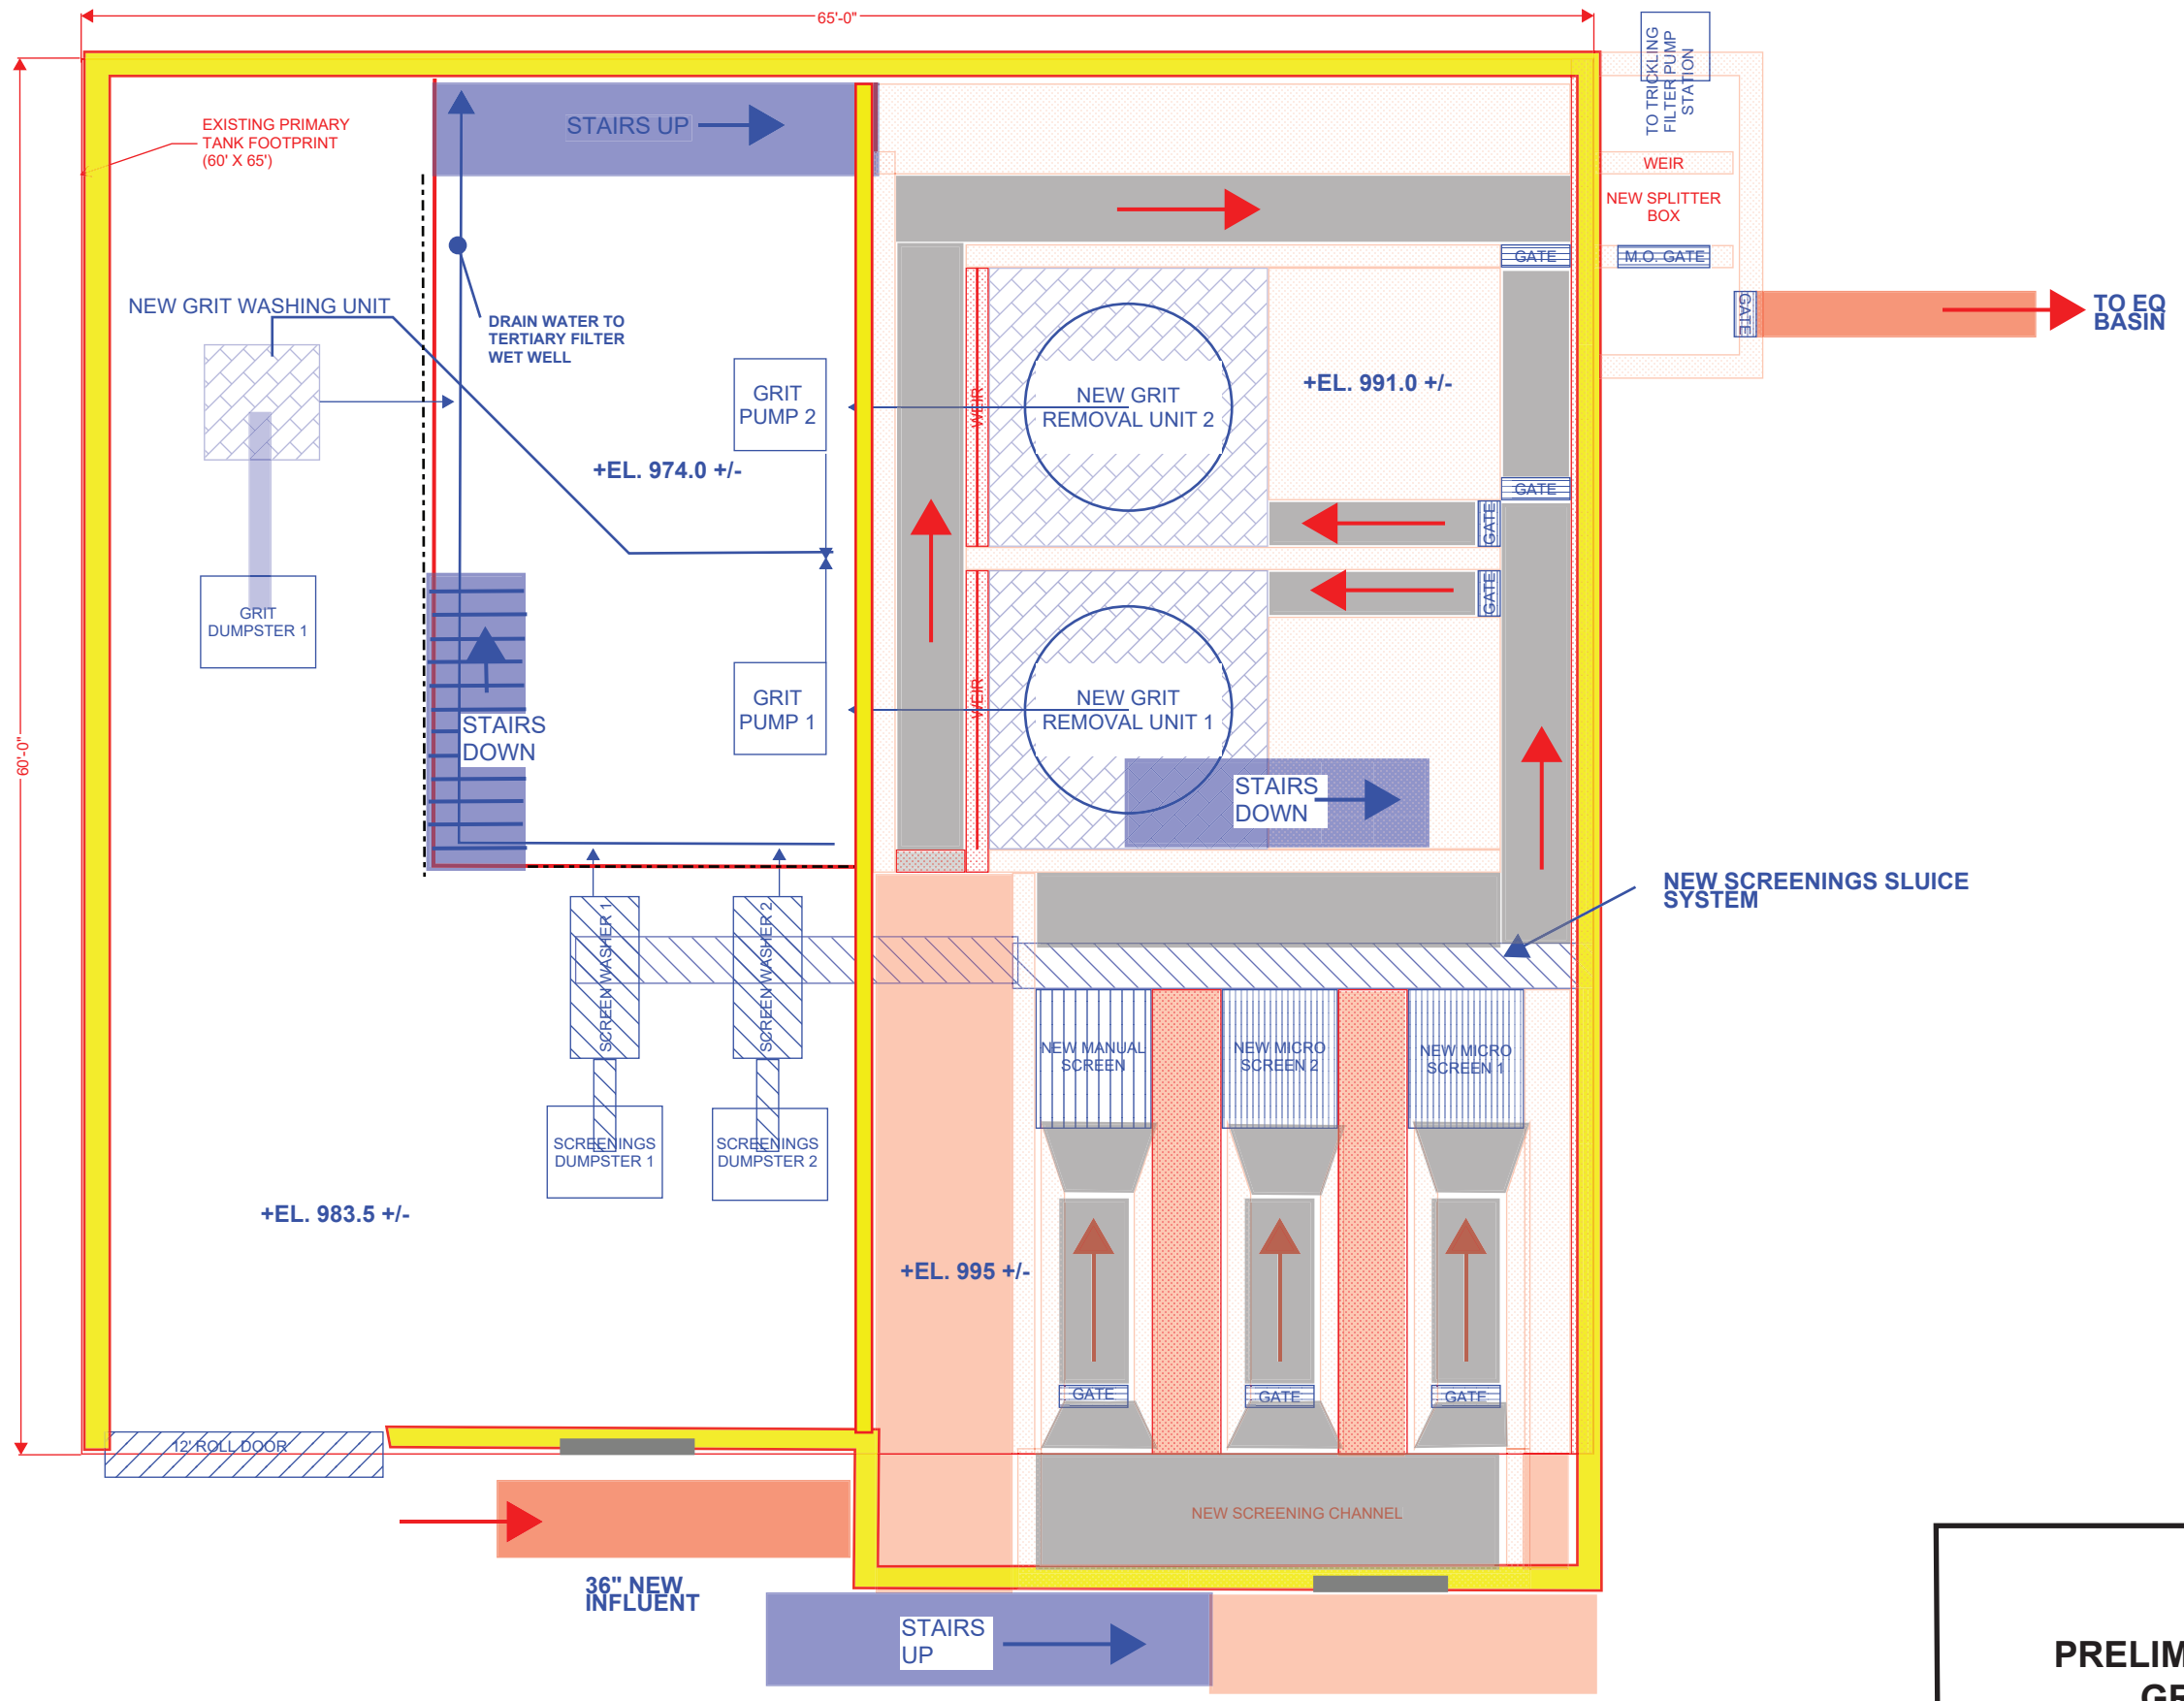 65'-0"
TO TRICKLING
FILTER PUMP
STATION
EXISTING PRIMARY
TANK FOOTPRINT
(60' X 65')
STAIRS UP
WEIR
NEW SPLITTER
BOX
GATE
M.O. GATE
GATE
TO EQ
BASIN
NEW GRIT WASHING UNIT
DRAIN WATER TO
TERTIARY FILTER
WET WELL
GRIT
PUMP 2
WEIR
NEW GRIT
REMOVAL UNIT 2
+EL. 991.0 +/-
+EL. 974.0 +/-
GATE
GATE
GATE
GRIT
DUMPSTER 1
60'-0"
STAIRS
DOWN
GRIT
PUMP 1
WEIR
NEW GRIT
REMOVAL UNIT 1
STAIRS
DOWN
NEW SCREENINGS SLUICE
SYSTEM
SCREEN WASHER 1
SCREEN WASHER 2
NEW MANUAL
SCREEN
NEW MICRO
SCREEN 2
NEW MICRO
SCREEN 1
SCREENINGS
DUMPSTER 1
SCREENINGS
DUMPSTER 2
+EL. 983.5 +/-
+EL. 995 +/-
GATE
GATE
GATE
12' ROLL DOOR
NEW SCREENING CHANNEL
36" NEW
INFLUENT
STAIRS
UP